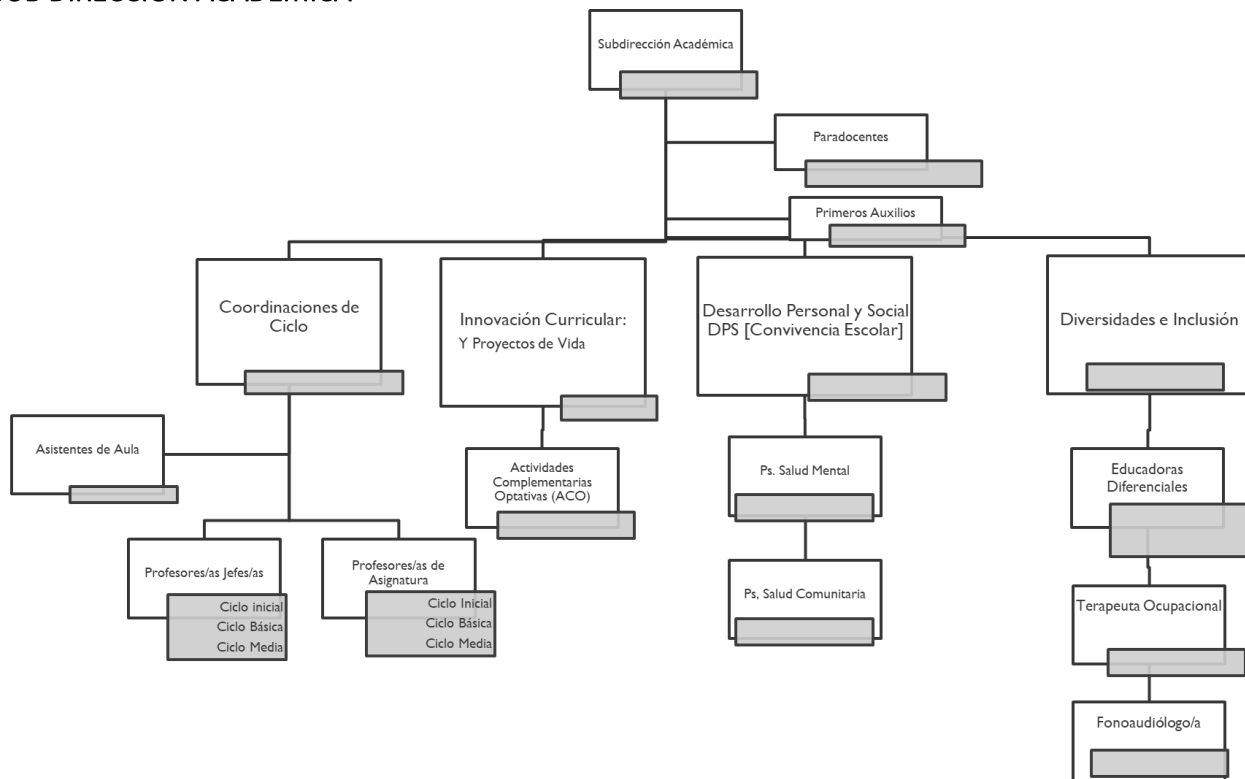 Subdirección Académica
Paradocentes
Primeros Auxilios
Coordinaciones de
Ciclo
Innovación Curricular:
Y Proyectos de Vida
Desarrollo Personal y Social
DPS [Convivencia Escolar]
Diversidades e Inclusión
Asistentes de Aula
Actividades
Complementarias
Optativas (ACO)
Ps. Salud Mental
Educadoras
Diferenciales
Profesores/as Jefes/as
Ciclo inicial
Ciclo Básica
Ciclo Media
Profesores/as de
Asignatura
Ciclo Inicial
Ciclo Básica
Ciclo Media
Ps, Salud Comunitaria
Terapeuta Ocupacional
Fonoaudiólogo/a